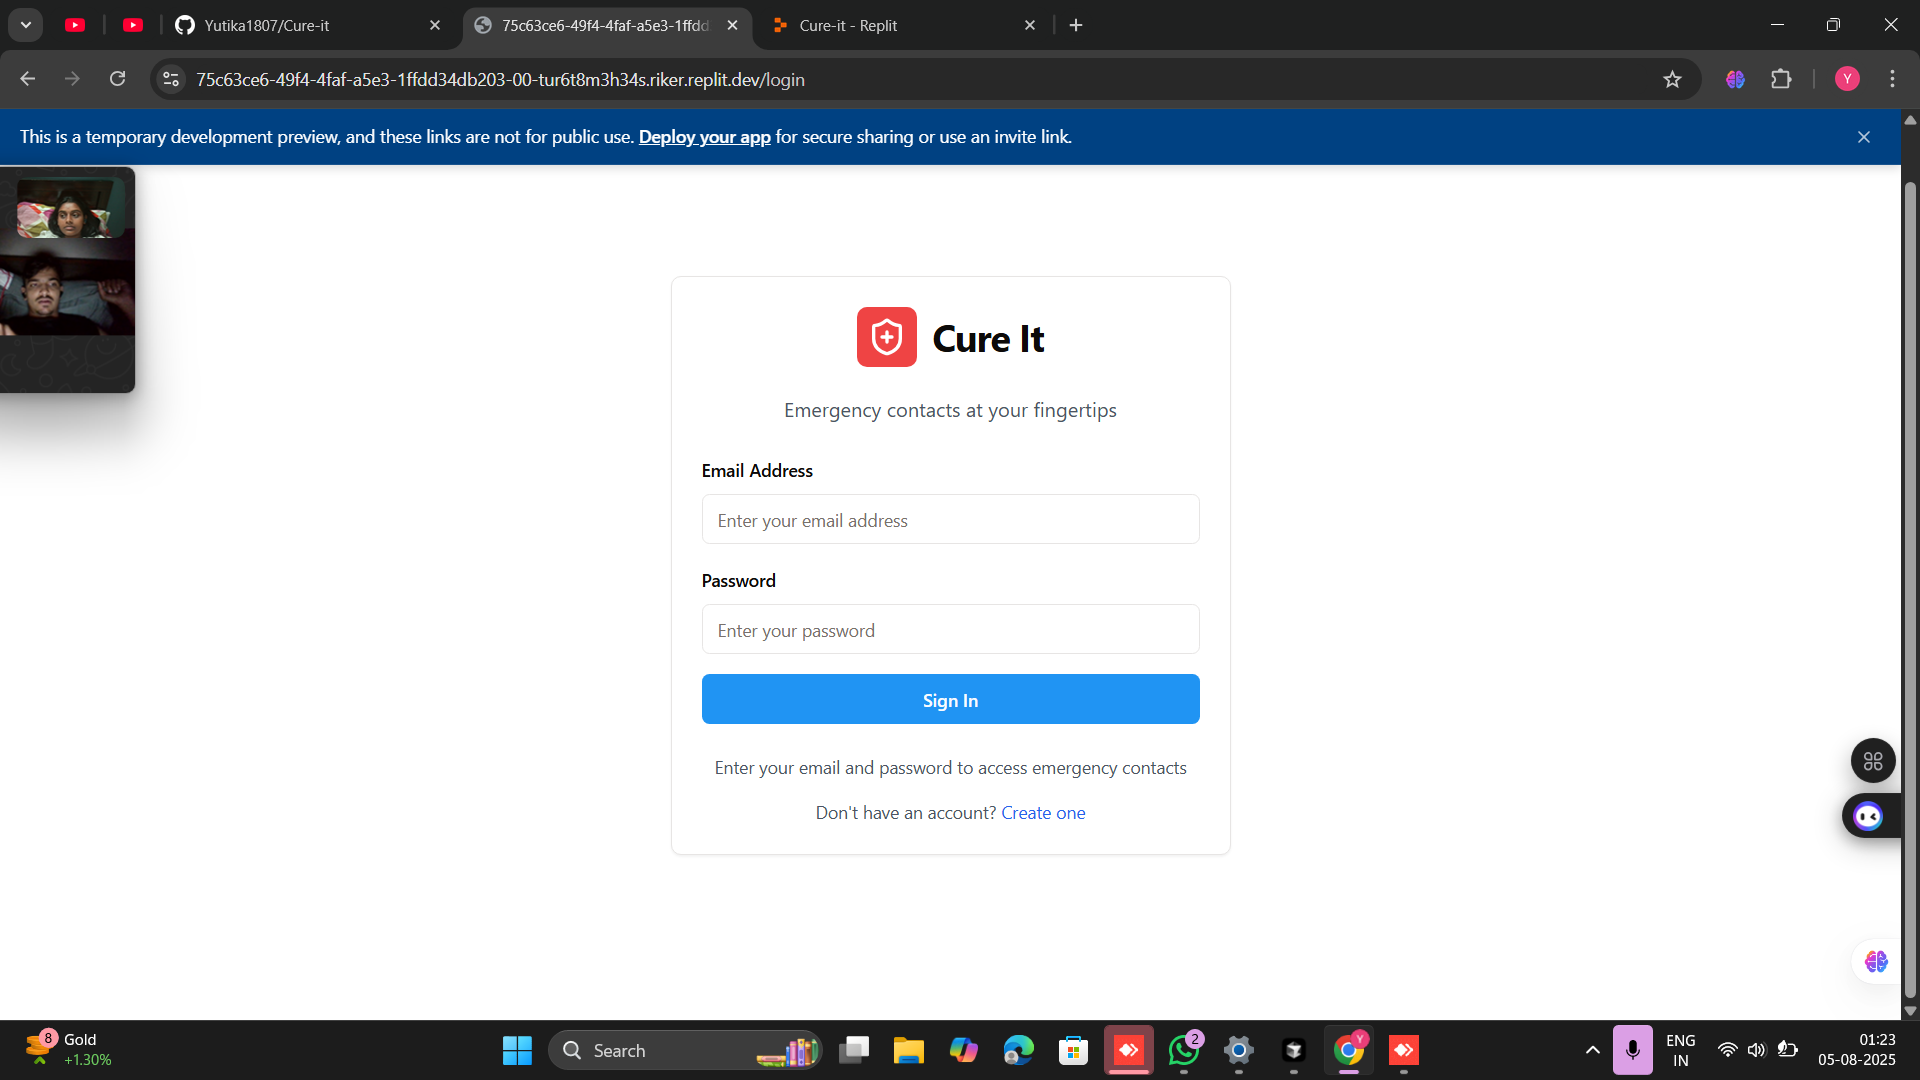 Yutika1807/Cure-it
75c63ce6-49f4-4faf-a5e3-1ffdd
Cure-it - Replit
75c63ce6-49f4-4faf-a5e3-1ffdd34db203-00-tur6t8m3h34s.riker.replit.dev/login
Y
This is a temporary development preview, and these links are not for public use. Deploy your app for secure sharing or use an invite link.
Cure It
Emergency contacts at your fingertips
Email Address
Enter your email address
Password
Enter your password
Sign In
Enter your email and password to access emergency contacts
Don't have an account? Create one
8
Gold
+1.30%
Search
2
Y
ENG
IN
01:23
05-08-2025